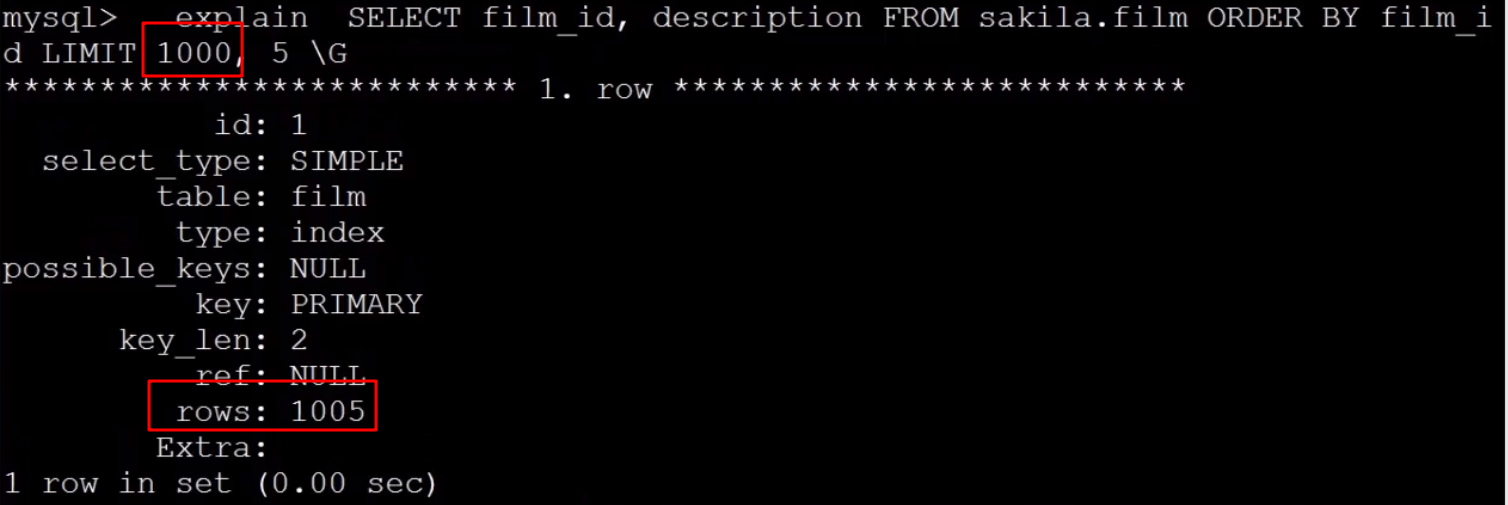 mysql>   explain  SELECT film_id, description FROM sakila.film ORDER BY film_i
d LIMIT 1000, 5 \G
*************************** 1. row ***************************
           id: 1
  select_type: SIMPLE
        table: film
         type: index
possible_keys: NULL
          key: PRIMARY
      key_len: 2
          ref: NULL
         rows: 1005
        Extra:
1 row in set (0.00 sec)